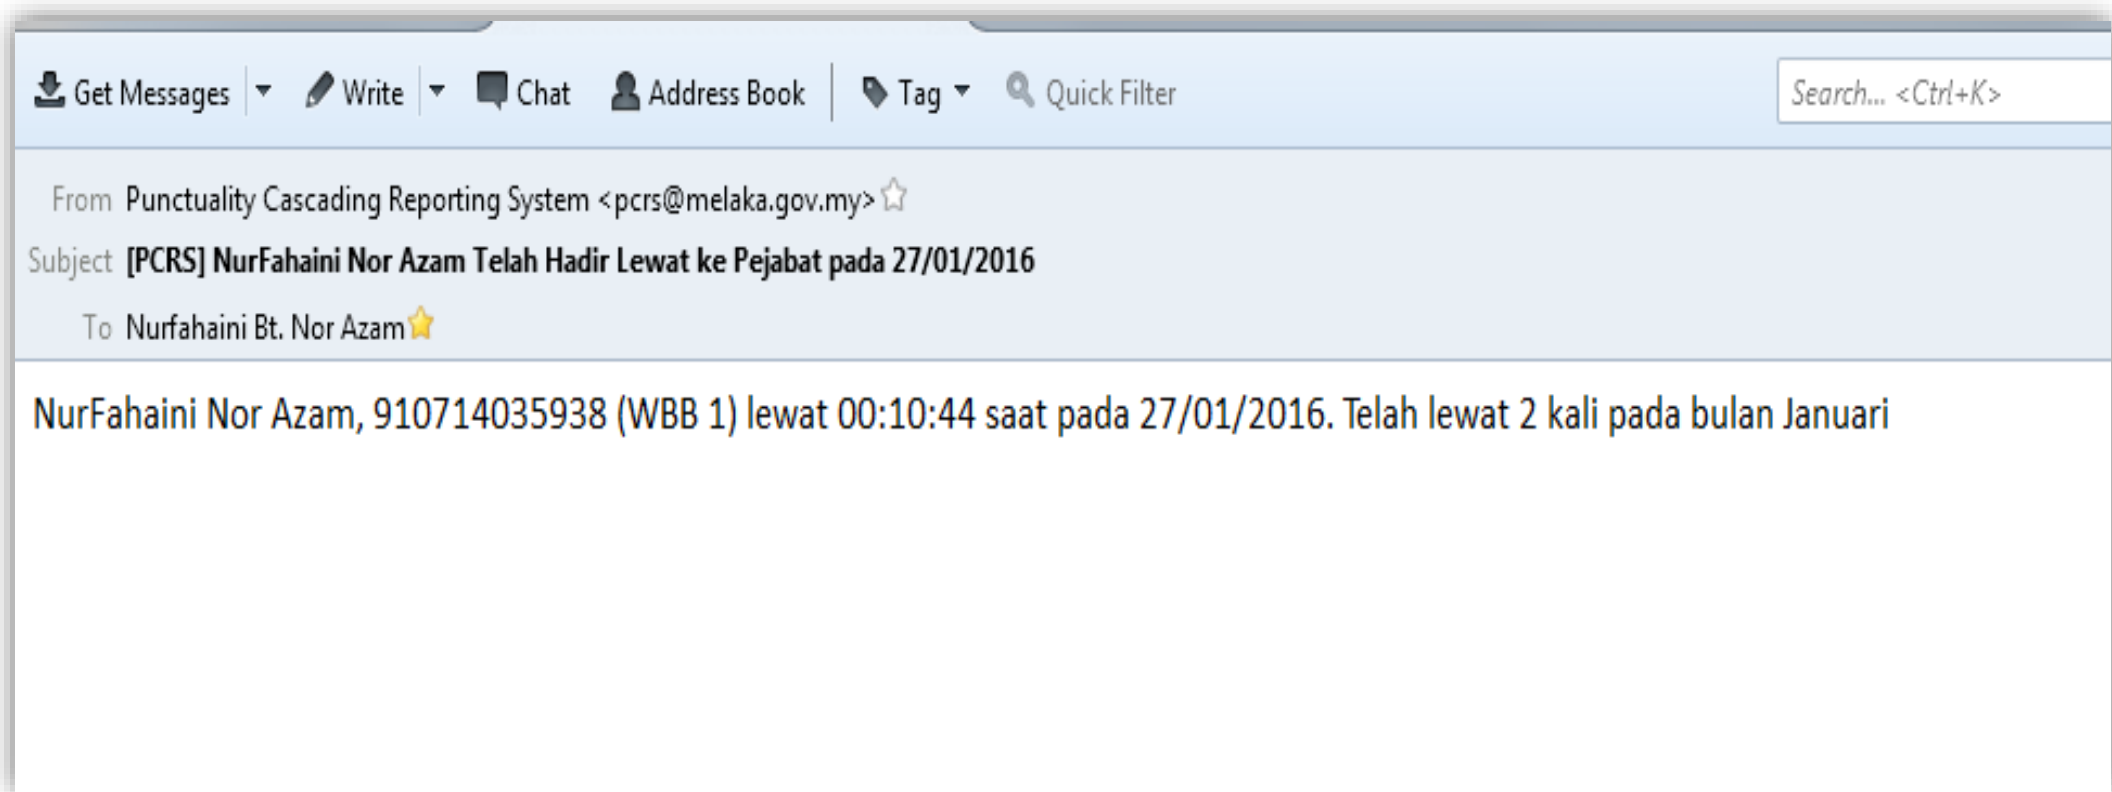 Get Messages Write Chat Address Book Tag Quick Filter Search... <Ctrl+K>
From Punctuality Cascading Reporting System <pcrs@melaka.gov.my>
Subject [PCRS] NurFahaini Nor Azam Telah Hadir Lewat ke Pejabat pada 27/01/2016
To Nurfahaini Bt. Nor Azam
NurFahaini Nor Azam, 910714035938 (WBB 1) lewat 00:10:44 saat pada 27/01/2016. Telah lewat 2 kali pada bulan Januari